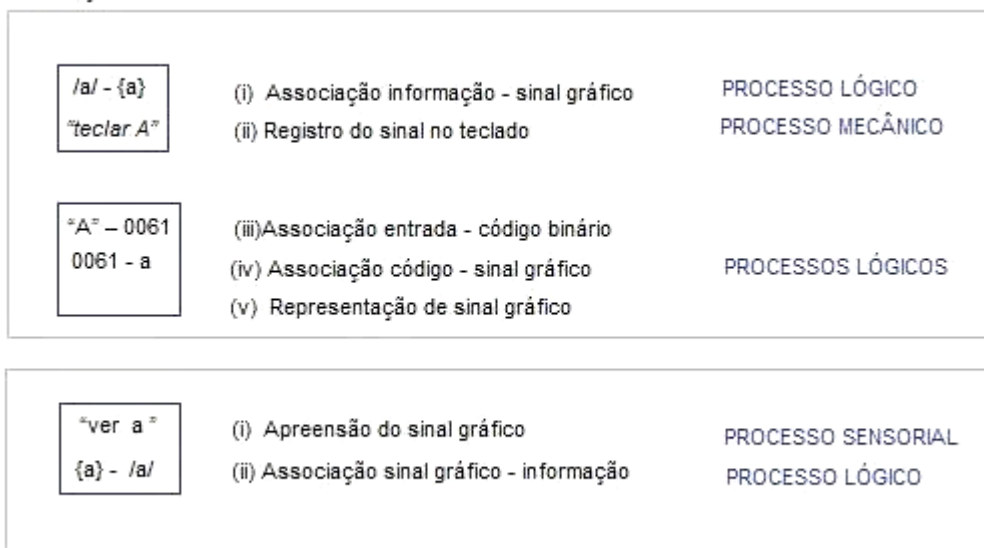 /a/ - {a} (i) Associação informação - sinal gráfico PROCESSO LÓGICO
"teclar A" (ii) Registro do sinal no teclado PROCESSO MECÂNICO
"A" – 0061 (iii)Associação entrada - código binário
0061 - a (iv) Associação código - sinal gráfico PROCESSOS LÓGICOS
(v) Representação de sinal gráfico
"ver a" (i) Apreensão do sinal gráfico PROCESSO SENSORIAL
{a} - /a/ (ii) Associação sinal gráfico - informação PROCESSO LÓGICO